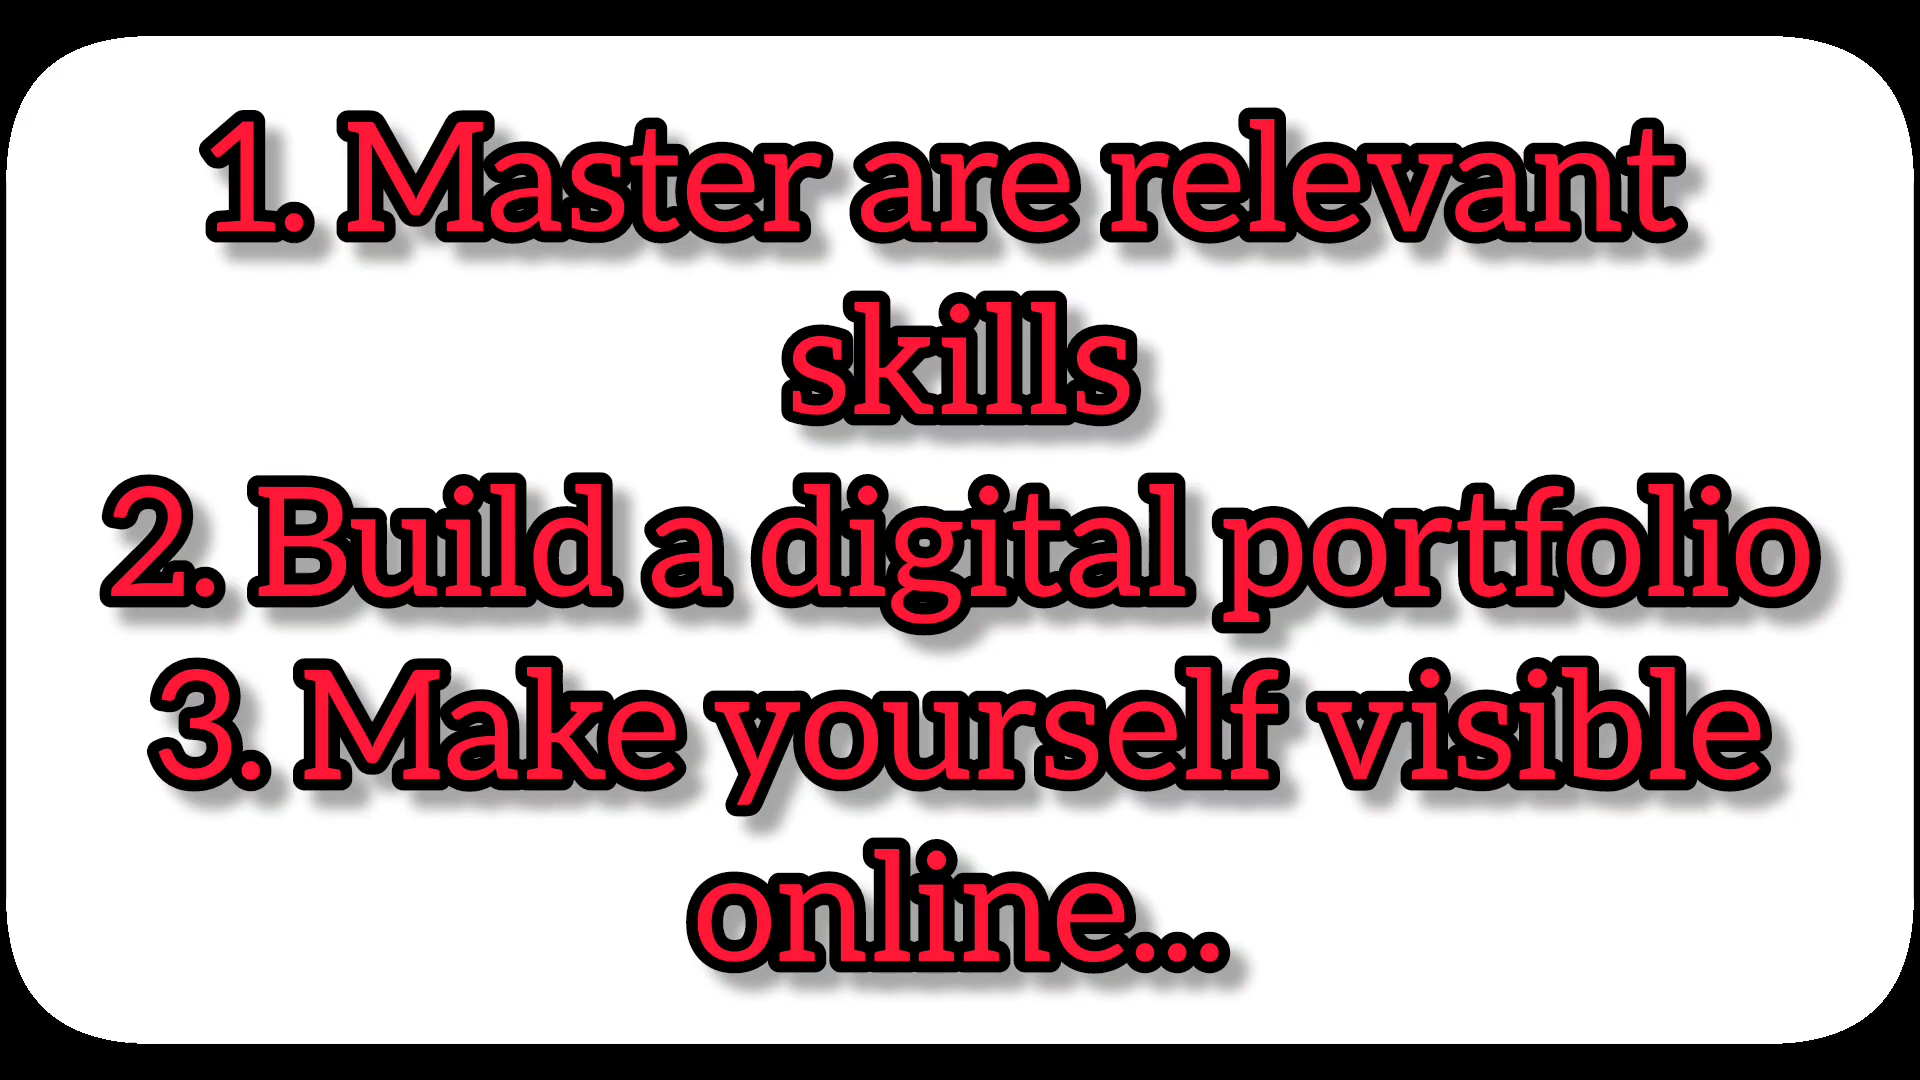 1. Master are relevant
skills
2. Build a digital portfolio
3. Make yourself visible
online...